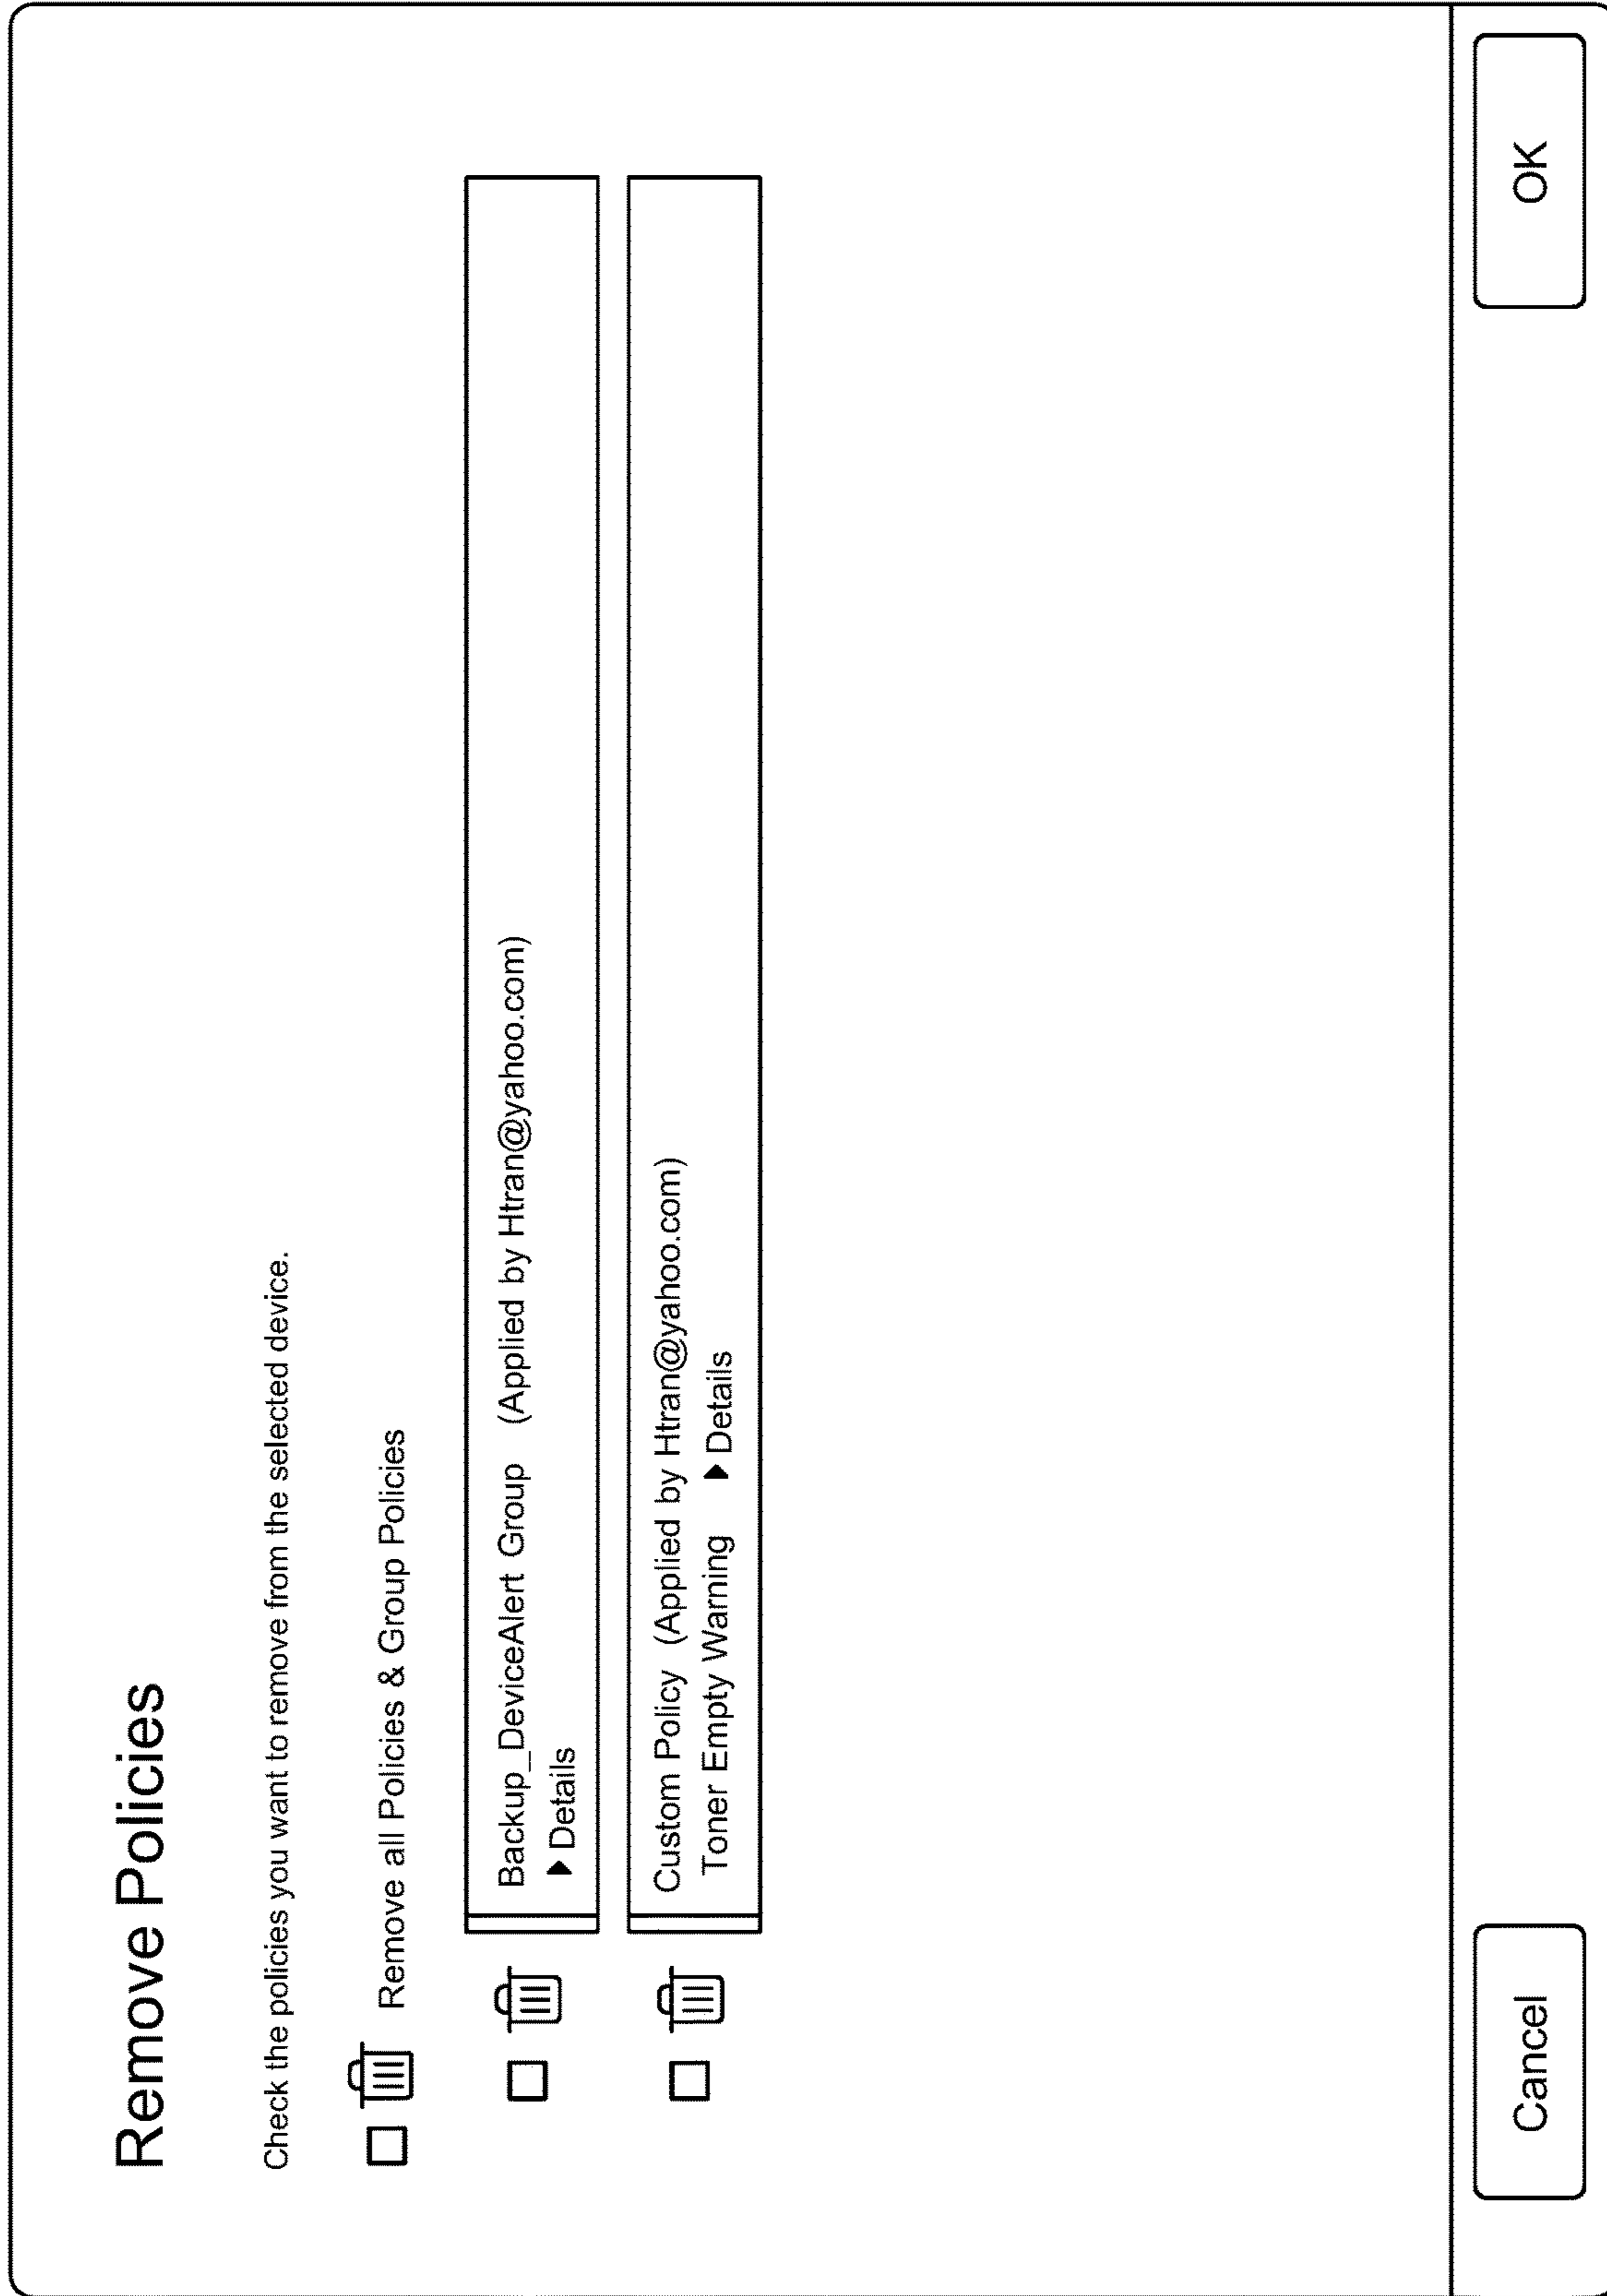 Remove Policies
Check the policies you want to remove from the selected device.
Remove all Policies & Group Policies
Backup_DeviceAlert Group (Applied by Htran@yahoo.com)
Details
Custom Policy (Applied by Htran@yahoo.com)
Toner Empty Warning Details
Cancel OK